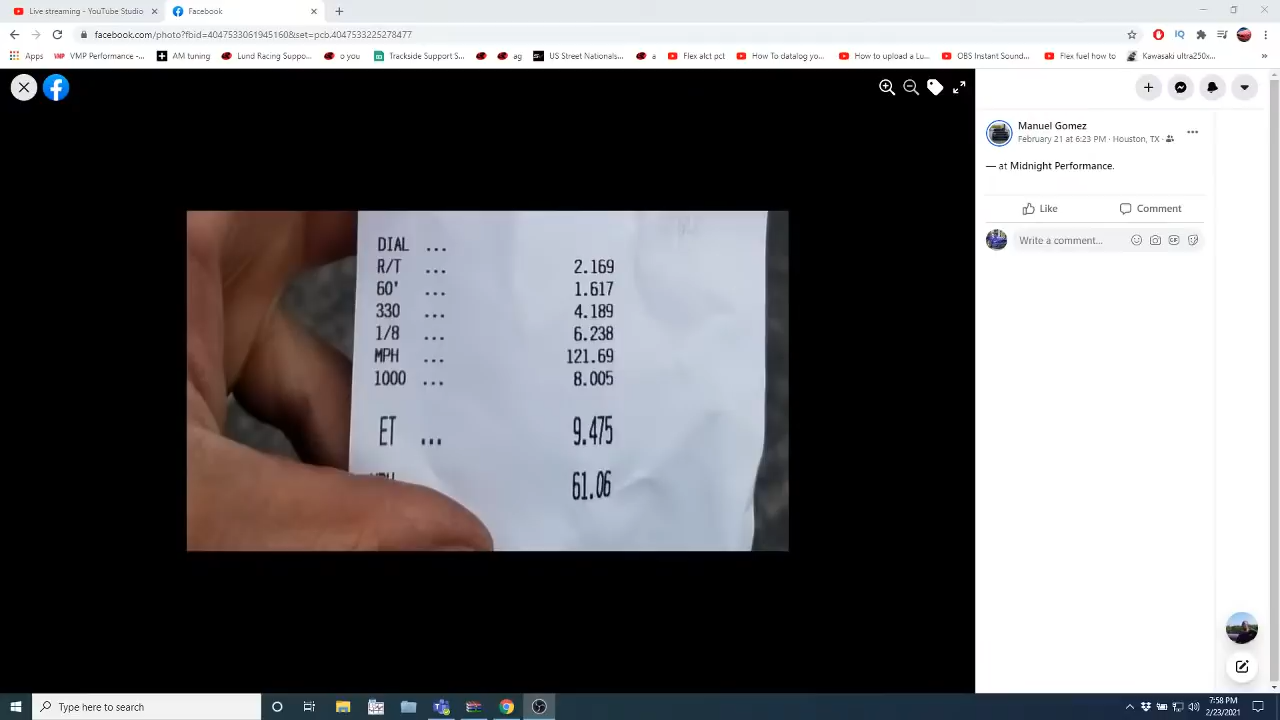 Live streaming - YouTube Studio
Facebook
facebook.com/photo?fbid=4047533061945160&set=pcb.4047533225278477
Apps
VMP Performance -...
AM tuning
Lund Racing Suppo...
o you
Trackside Support S...
ag
US Street Nationals...
a
Flex alct pct
How To datalog yo...
How to upload a Lu...
OBS Instant Sound...
Flex fuel how to
Kawasaki ultra250x...
Manuel Gomez
February 21 at 6:23 PM · Houston, TX ·
— at Midnight Performance.
Like
Comment
Write a comment...
DIAL ...
R/T ... 2.169
60' ... 1.617
330 ... 4.189
1/8 ... 6.238
MPH ... 121.69
1000 ... 8.005
ET ... 9.475
61.06
Type here to search
7:58 PM
2/23/2021